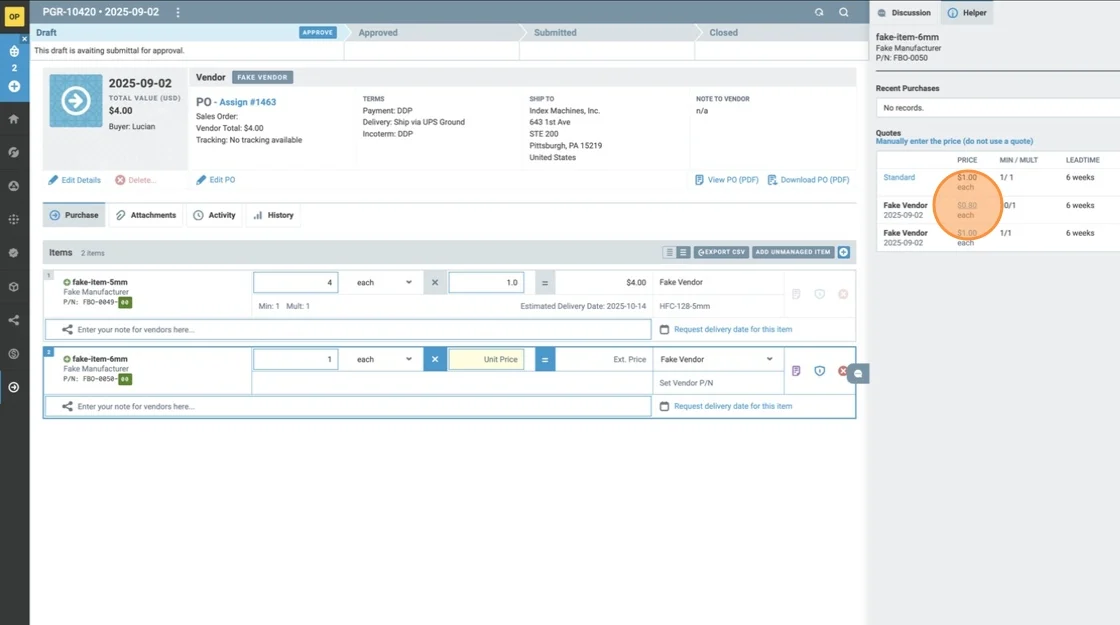 OP
PGR-10420 • 2025-09-02
Discussion
Helper
Draft
APPROVE
Approved
Submitted
Closed
This draft is avaiting submittal for approval.
2
2025-09-02
TOTAL VALUE (USD)
$4.00
Buyer: Lucian
Edit Details
Delete...
Vendor FAKE VENDOR
PO - Assign #1463
Sales Order:
Vendor Total: $4.00
Tracking: No tracking available
Edit PO
TERMS
Payment: DDP
Delivery: Ship via UPS Ground
Incoterm: DDP
SHIP TO
Index Machines, Inc.
643 1st Ave
STE 200
Pittsburgh, PA 15219
United States
NOTE TO VENDOR
n/a
View PO (PDF)
Download PO (PDF)
Purchase
Attachments
Activity
History
Items 2 items
EXPORT CSV
ADD UNMANAGED ITEM
1
fake-item-5mm
Fake Manufacturer
P/N: FBO-0049-00
4
each
×
1.0
=
$4.00
Fake Vendor
Min: 1 Mult: 1
Estimated Delivery Date: 2025-10-14
HFC-128-5mm
Enter your note for vendors here...
Request delivery date for this item
2
fake-item-6mm
Fake Manufacturer
P/N: FBO-0050-00
1
each
×
Unit Price
=
Ext. Price
Fake Vendor
Set Vendor P/N
Enter your note for vendors here...
Request delivery date for this item
fake-item-6mm
Fake Manufacturer
P/N: FBO-0050
Recent Purchases
No records.
Quotes
Manually enter the price (do not use a quote)
PRICE MIN / MULT LEADTIME
Standard $1.00 each 1/ 1 6 weeks
Fake Vendor 2025-09-02 $0.80 each 0/1 6 weeks
Fake Vendor 2025-09-02 $1.00 each 1/1 6 weeks